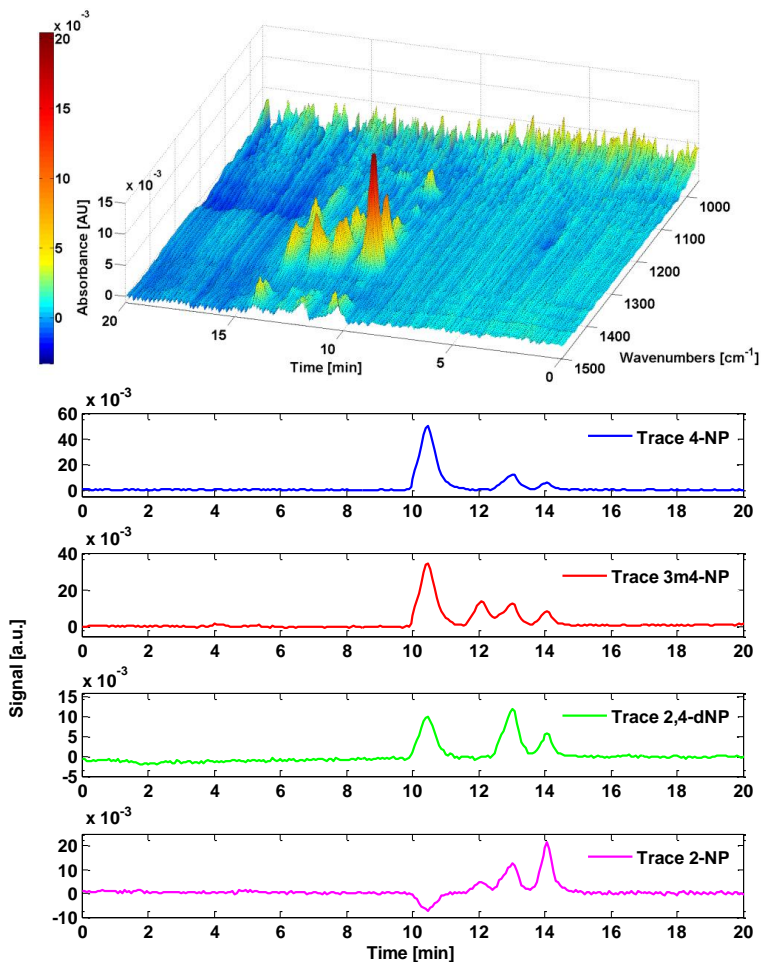 × 10⁻³
20
15
10
5
0
× 10⁻³
15
10
5
0
Absorbance [AU]
20
15
10
5
0
Time [min]
1000
1100
1200
1300
1400
1500
Wavenumbers [cm⁻¹]
Signal [a.u.]
x 10⁻³
60
40
20
0
Trace 4-NP
0 2 4 6 8 10 12 14 16 18 20
x 10⁻³
40
20
0
Trace 3m4-NP
0 2 4 6 8 10 12 14 16 18 20
x 10⁻³
15
10
5
0
-5
Trace 2,4-dNP
0 2 4 6 8 10 12 14 16 18 20
x 10⁻³
20
10
0
-10
Trace 2-NP
0 2 4 6 8 10 12 14 16 18 20
Time [min]